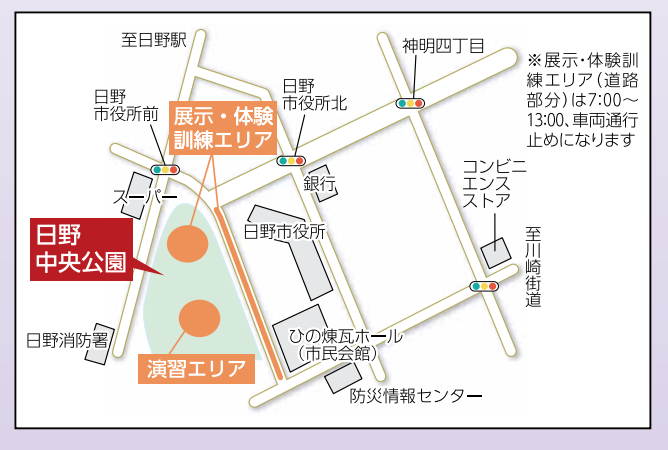 至日野駅
神明四丁目
※展示・体験訓
練エリア（道路
部分）は7:00～
13:00、車両通行
止めになります
日野
市役所前
日野
市役所北
展示・体験
訓練エリア
コンビニ
エンス
ストア
銀行
スーパー
日野
中央公園
日野市役所
至川崎街道
日野消防署
ひの煉瓦ホール
（市民会館）
演習エリア
防災情報センター